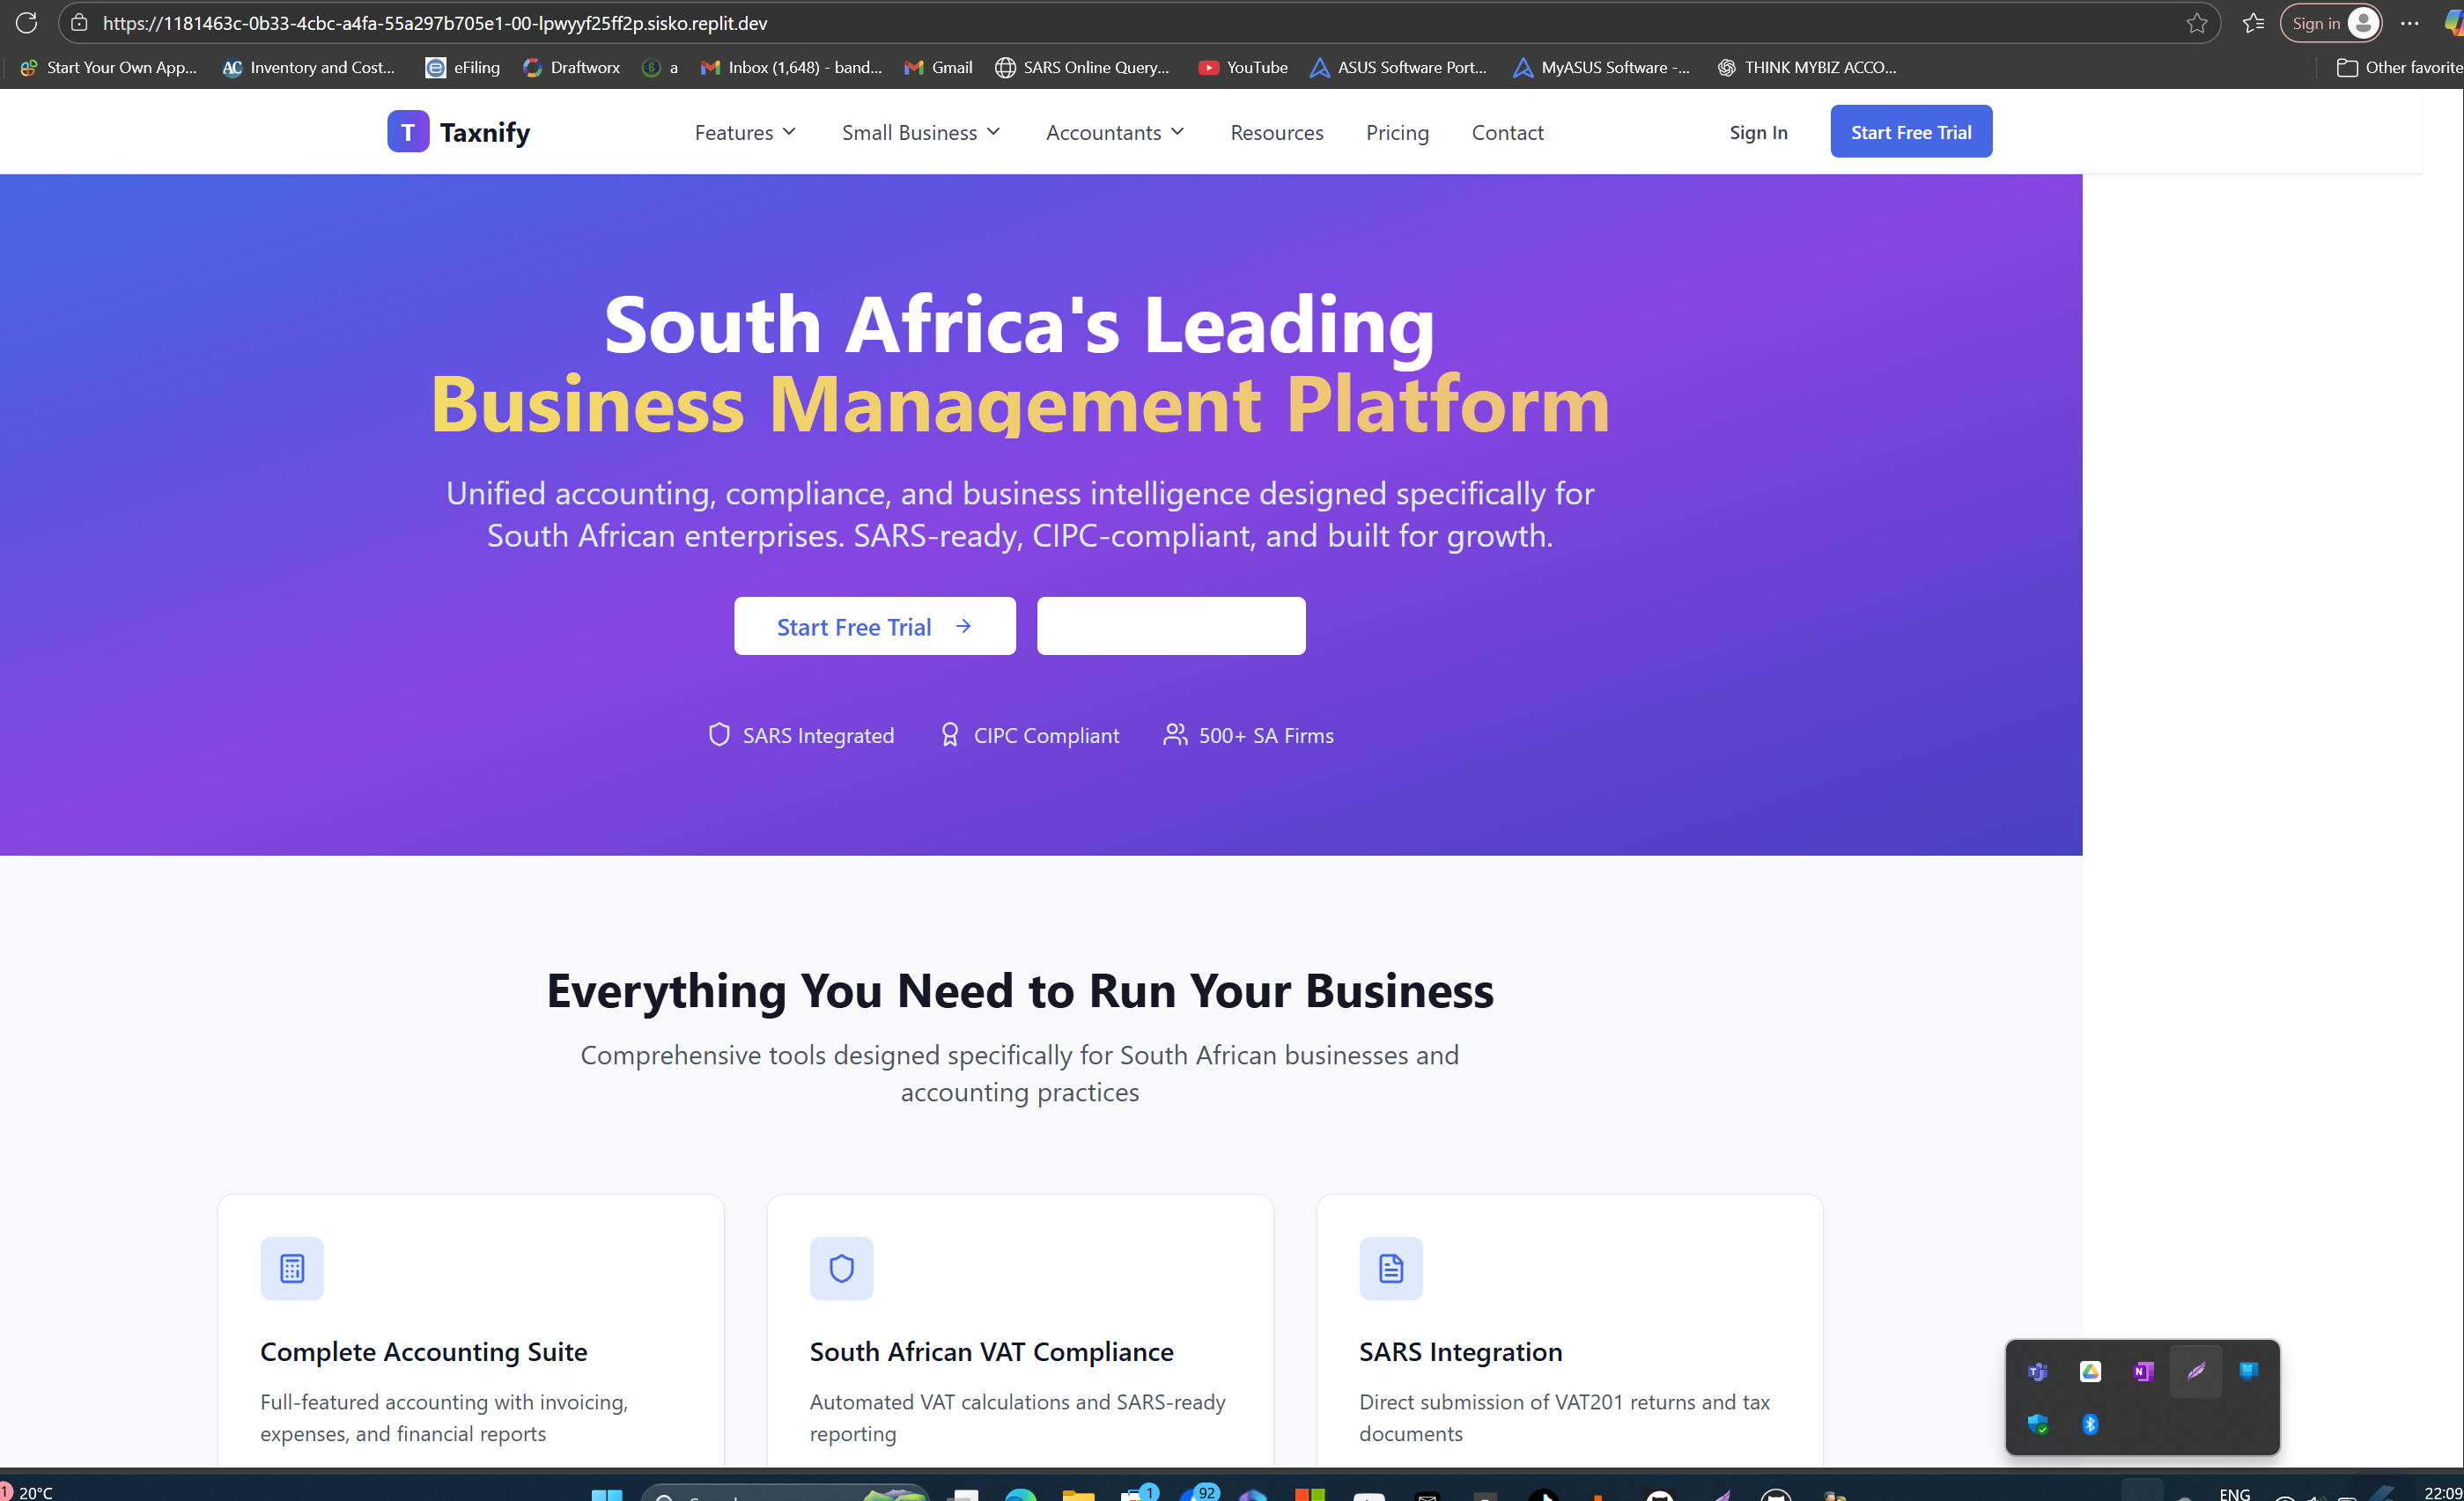 https://1181463c-0b33-4cbc-a4fa-55a297b705e1-00-lpwyyf25ff2p.sisko.replit.dev
Sign in
Start Your Own App...
Inventory and Cost...
eFiling
Draftworx
a
Inbox (1,648) - band...
Gmail
SARS Online Query...
YouTube
ASUS Software Port...
MyASUS Software -...
THINK MYBIZ ACCO...
Other favorite
T Taxnify
Features
Small Business
Accountants
Resources
Pricing
Contact
Sign In
Start Free Trial
South Africa's Leading
Business Management Platform
Unified accounting, compliance, and business intelligence designed specifically for
South African enterprises. SARS-ready, CIPC-compliant, and built for growth.
Start Free Trial
SARS Integrated
CIPC Compliant
500+ SA Firms
Everything You Need to Run Your Business
Comprehensive tools designed specifically for South African businesses and
accounting practices
Complete Accounting Suite
Full-featured accounting with invoicing,
expenses, and financial reports
South African VAT Compliance
Automated VAT calculations and SARS-ready
reporting
SARS Integration
Direct submission of VAT201 returns and tax
documents
1
20°C
1
92
ENG
22:09